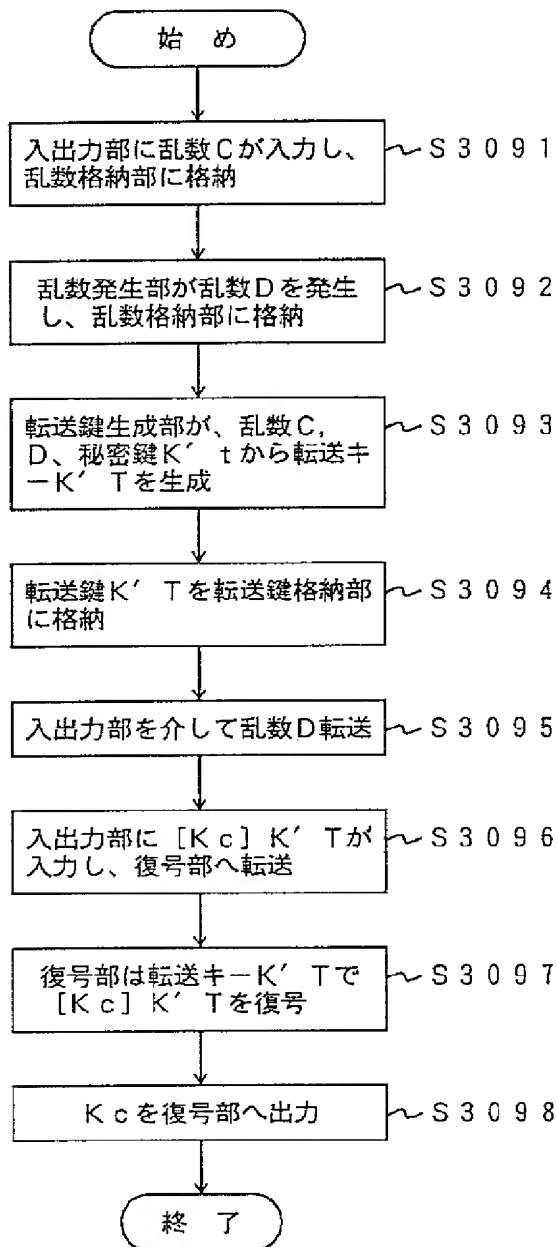 始 め
入出力部に乱数Cが入力し、
乱数格納部に格納
S3091
乱数発生部が乱数Dを発生
し、乱数格納部に格納
S3092
転送鍵生成部が、乱数C,
D、秘密鍵K′tから転送キ
ーK′Tを生成
S3093
転送鍵K′Tを転送鍵格納部
に格納
S3094
入出力部を介して乱数D転送
S3095
入出力部に[Kc]K′Tが
入力し、復号部へ転送
S3096
復号部は転送キーK′Tで
[Kc]K′Tを復号
S3097
Kcを復号部へ出力
S3098
終 了